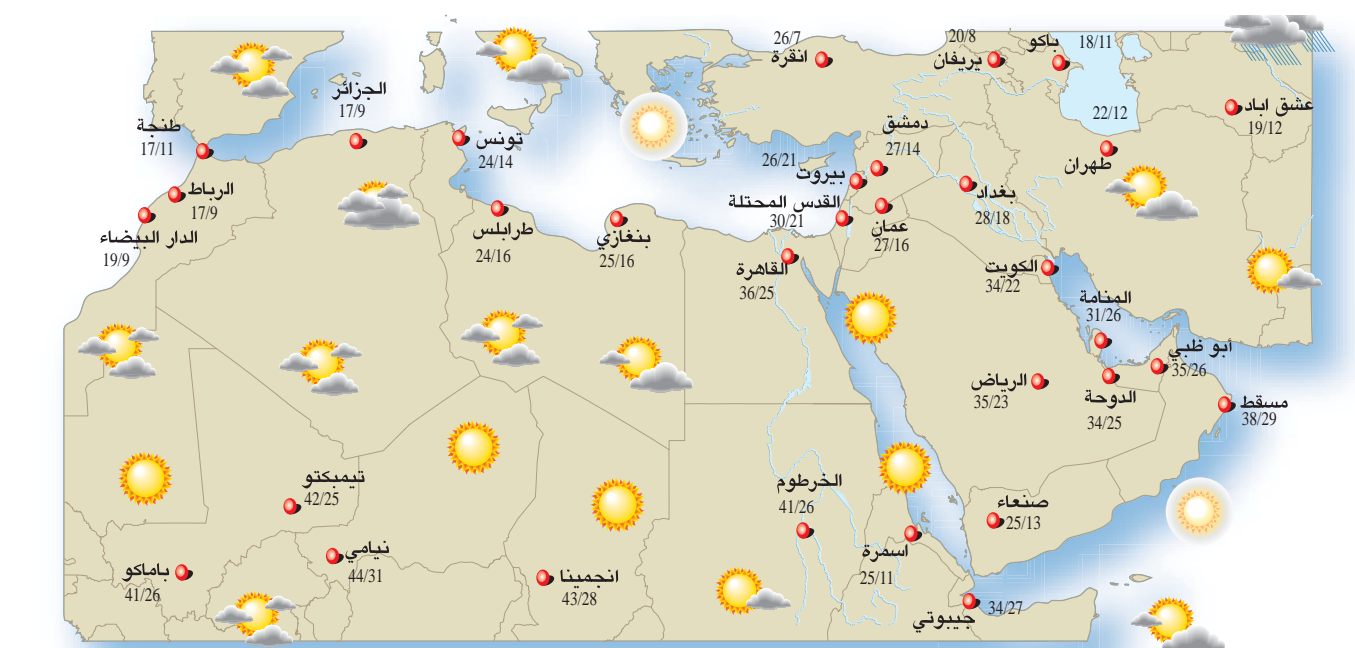 26/7
انقرة
20/8
يريفان
18/11
باكو
22/12
عشق اباد
19/12
طهران
الجزائر
17/9
طنجة
17/11
تونس
24/14
دمشق
27/14
26/21
بيروت
القدس المحتلة
30/21
عمان
27/16
بغداد
28/18
الرباط
17/9
الدار البيضاء
19/9
طرابلس
24/16
بنغازي
25/16
القاهرة
36/25
الكويت
34/22
المنامة
31/26
أبو ظبي
35/26
الرياض
35/23
الدوحة
34/25
مسقط
38/29
تيمبكتو
42/25
الخرطوم
41/26
صنعاء
25/13
اسمرة
25/11
نيامي
44/31
باماكو
41/26
انجمينا
43/28
34/27
جيبوتي